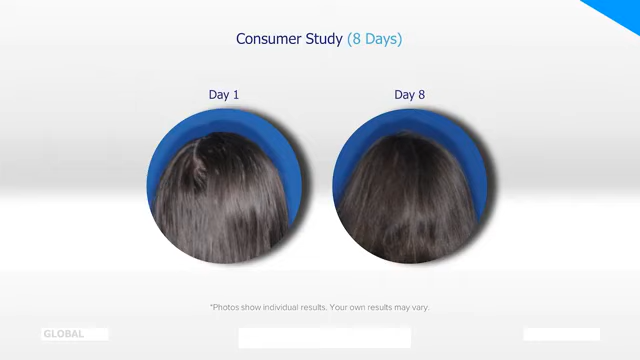 Consumer Study (8 Days)
Day 1
Day 8
*Photos show individual results. Your own results may vary.
GLOBAL